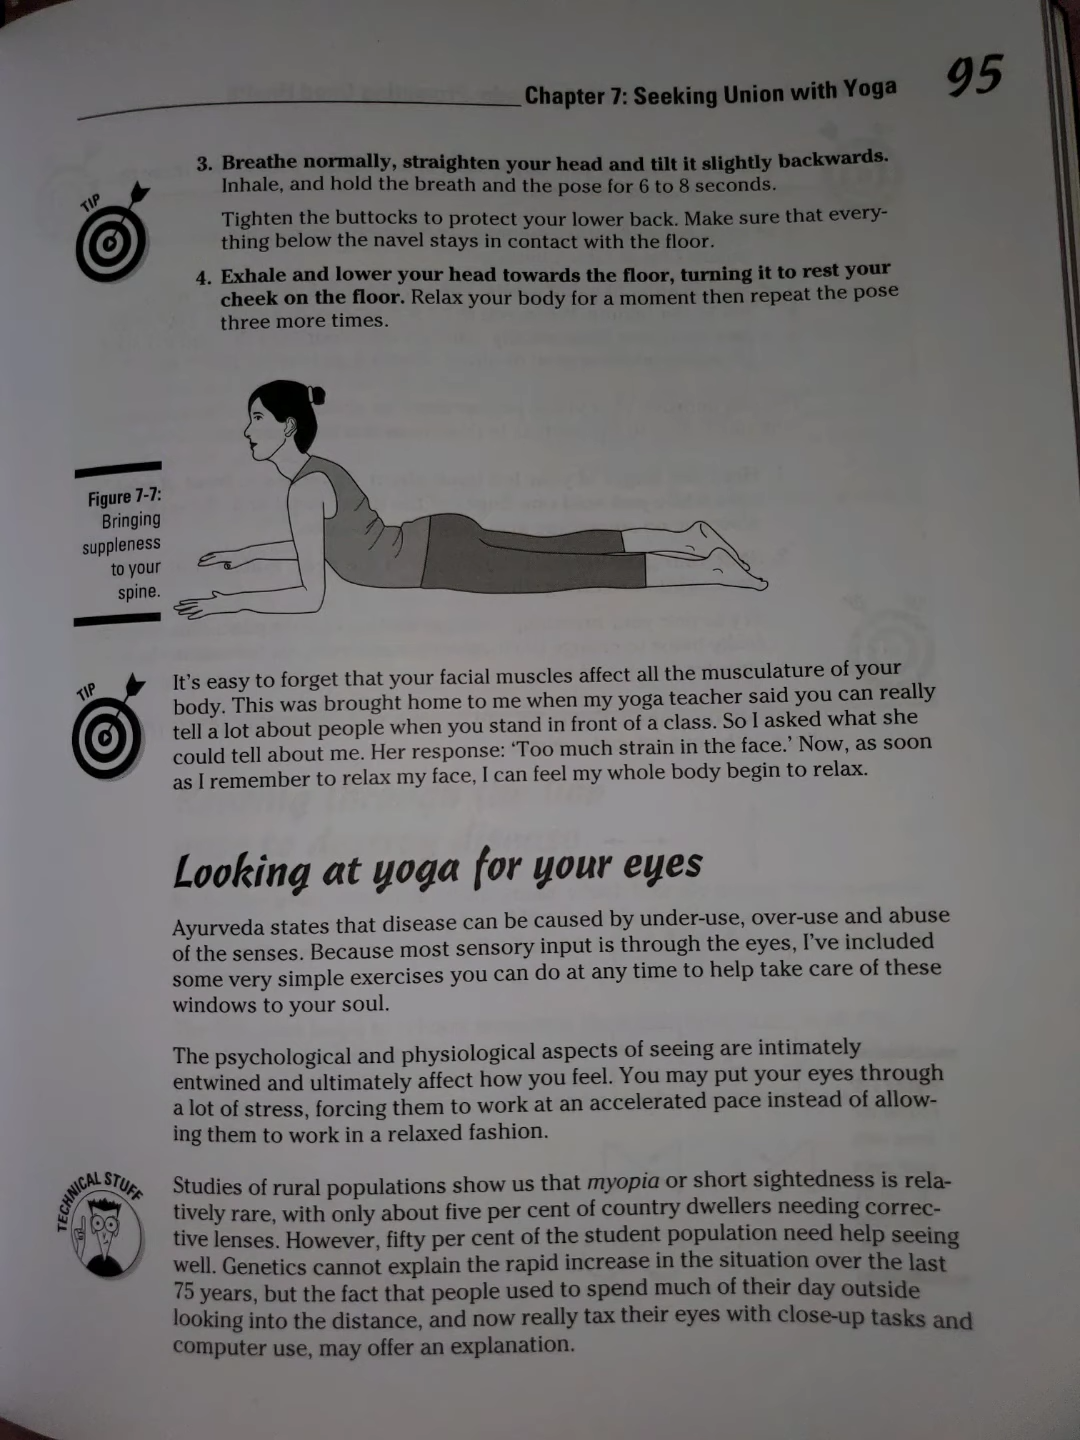 Chapter 7: Seeking Union with Yoga 95
3. Breathe normally, straighten your head and tilt it slightly backwards.
Inhale, and hold the breath and the pose for 6 to 8 seconds.
TIP
Tighten the buttocks to protect your lower back. Make sure that every-
thing below the navel stays in contact with the floor.
4. Exhale and lower your head towards the floor, turning it to rest your
cheek on the floor. Relax your body for a moment then repeat the pose
three more times.
Figure 7-7:
Bringing
suppleness
to your
spine.
TIP
It's easy to forget that your facial muscles affect all the musculature of your
body. This was brought home to me when my yoga teacher said you can really
tell a lot about people when you stand in front of a class. So I asked what she
could tell about me. Her response: 'Too much strain in the face.' Now, as soon
as I remember to relax my face, I can feel my whole body begin to relax.
Looking at yoga for your eyes
Ayurveda states that disease can be caused by under-use, over-use and abuse
of the senses. Because most sensory input is through the eyes, I've included
some very simple exercises you can do at any time to help take care of these
windows to your soul.
The psychological and physiological aspects of seeing are intimately
entwined and ultimately affect how you feel. You may put your eyes through
a lot of stress, forcing them to work at an accelerated pace instead of allow-
ing them to work in a relaxed fashion.
TECHNICAL STUFF
Studies of rural populations show us that myopia or short sightedness is rela-
tively rare, with only about five per cent of country dwellers needing correc-
tive lenses. However, fifty per cent of the student population need help seeing
well. Genetics cannot explain the rapid increase in the situation over the last
75 years, but the fact that people used to spend much of their day outside
looking into the distance, and now really tax their eyes with close-up tasks and
computer use, may offer an explanation.